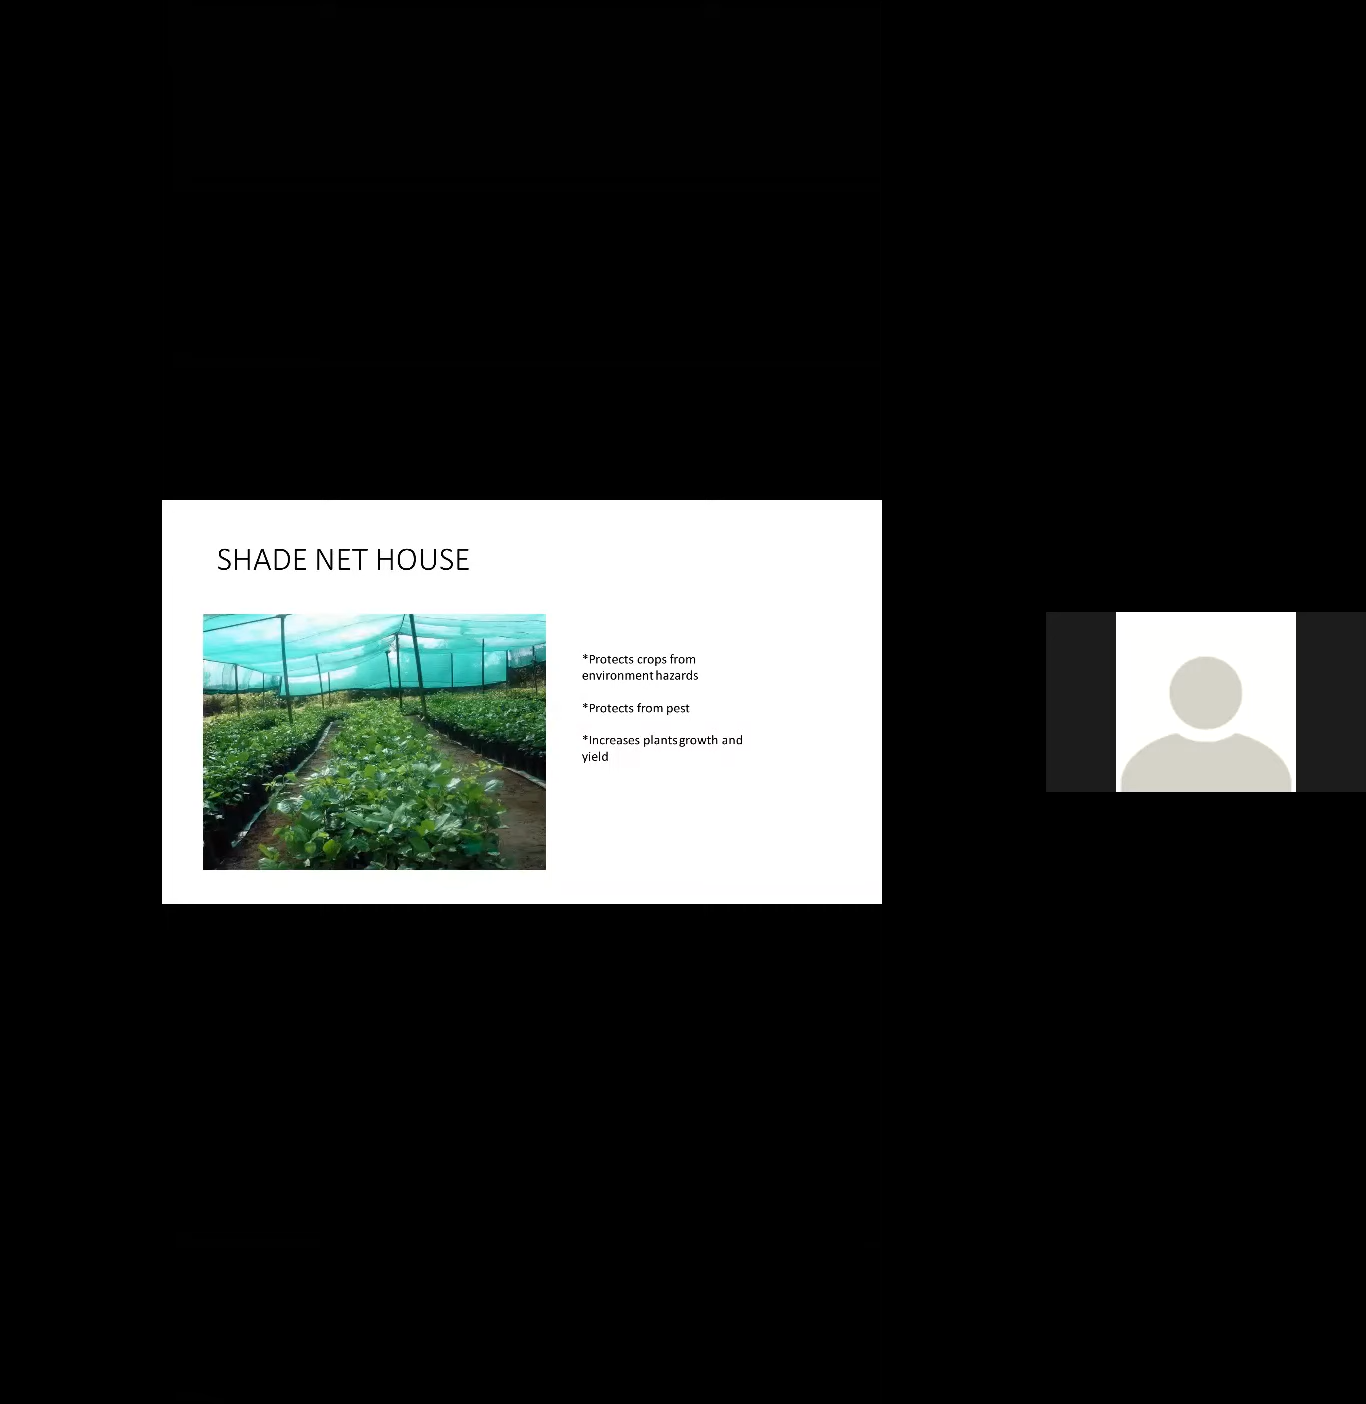 SHADE NET HOUSE
*Protects crops from
environment hazards
*Protects from pest
*Increases plants growth and
yield